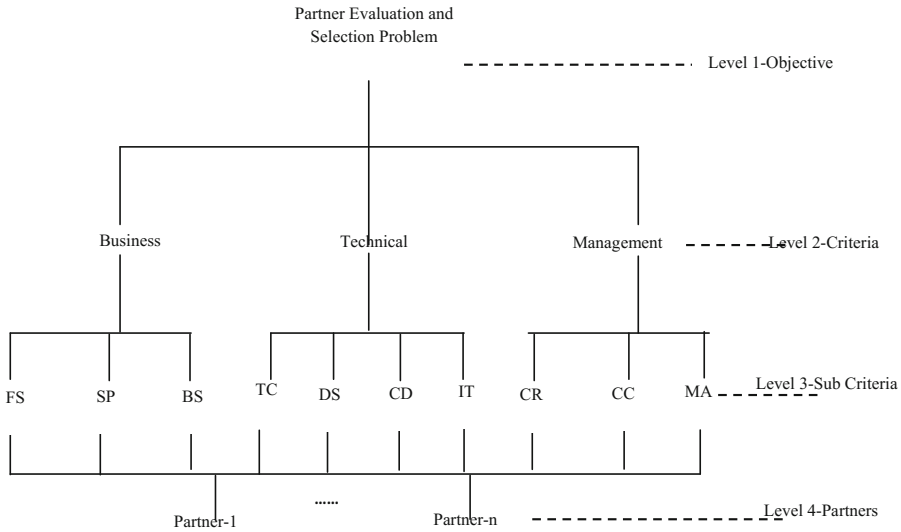 Partner Evaluation and
Selection Problem
Level 1-Objective
Business
Technical
Management
Level 2-Criteria
FS
SP
BS
TC
DS
CD
IT
CR
CC
MA
Level 3-Sub Criteria
Partner-1
......
Partner-n
Level 4-Partners